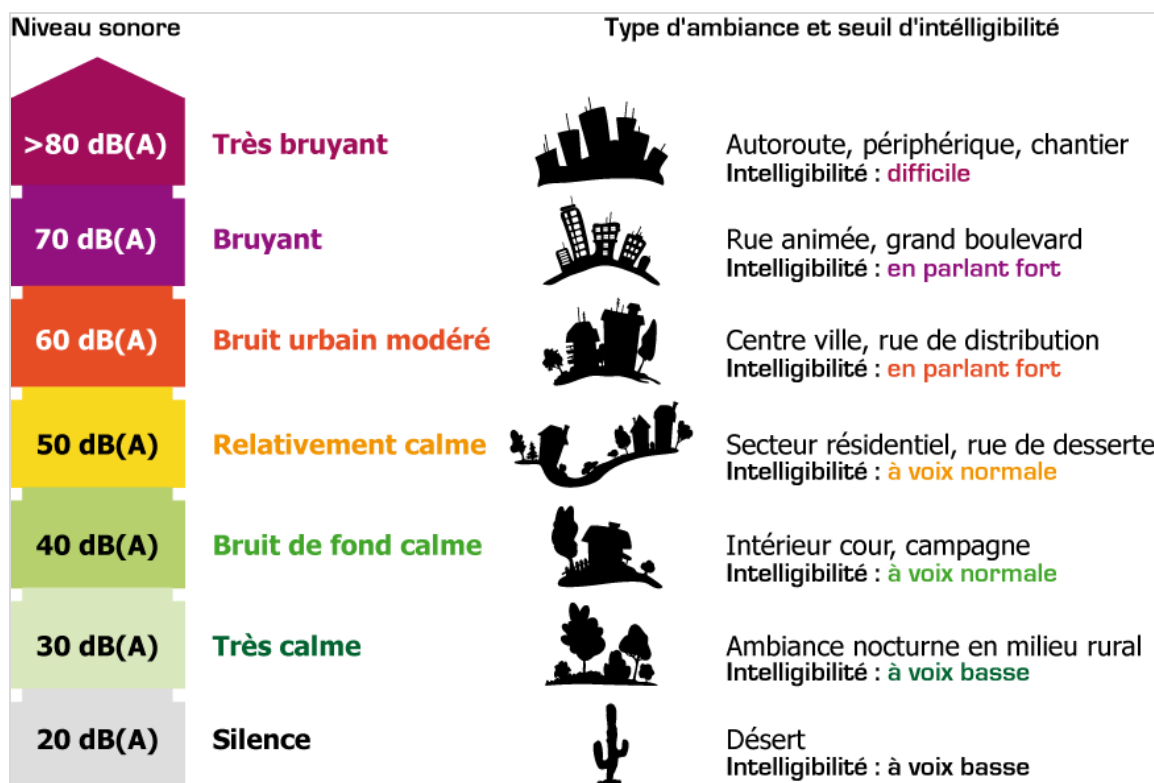 Niveau sonore
Type d'ambiance et seuil d'intélligibilité
>80 dB(A)
Très bruyant
Autoroute, périphérique, chantier
Intelligibilité : difficile
70 dB(A)
Bruyant
Rue animée, grand boulevard
Intelligibilité : en parlant fort
60 dB(A)
Bruit urbain modéré
Centre ville, rue de distribution
Intelligibilité : en parlant fort
50 dB(A)
Relativement calme
Secteur résidentiel, rue de desserte
Intelligibilité : à voix normale
40 dB(A)
Bruit de fond calme
Intérieur cour, campagne
Intelligibilité : à voix normale
30 dB(A)
Très calme
Ambiance nocturne en milieu rural
Intelligibilité : à voix basse
20 dB(A)
Silence
Désert
Intelligibilité : à voix basse